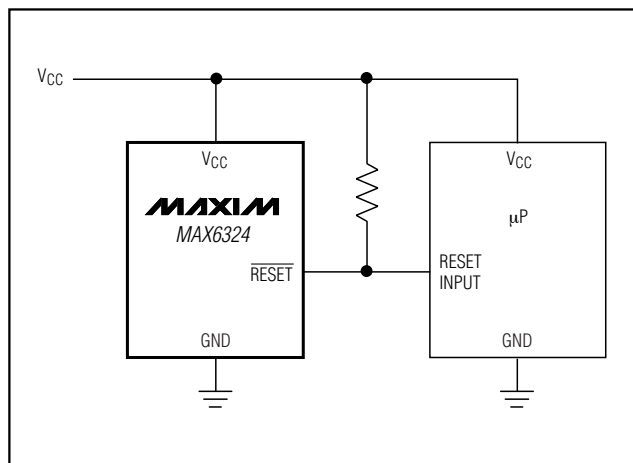 VCC
VCC
MAXIM
MAX6324
RESET
GND
VCC
μP
RESET
INPUT
GND